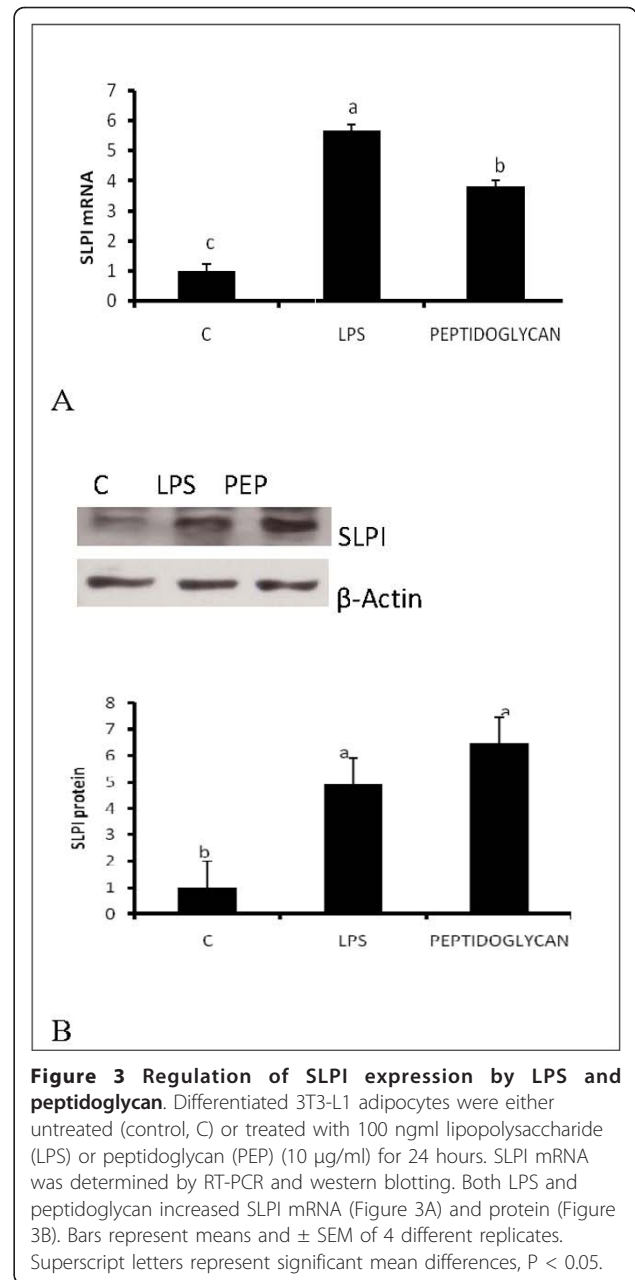 7
6
5
4
3
2
1
0
SLPI mRNA
a
b
c
C LPS PEPTIDOGLYCAN
A
C LPS PEP
SLPI
β-Actin
8
7
6
5
4
3
2
1
0
SLPI protein
a
a
b
C LPS PEPTIDOGLYCAN
B
Figure 3 Regulation of SLPI expression by LPS and
peptidoglycan. Differentiated 3T3-L1 adipocytes were either
untreated (control, C) or treated with 100 ngml lipopolysaccharide
(LPS) or peptidoglycan (PEP) (10 μg/ml) for 24 hours. SLPI mRNA
was determined by RT-PCR and western blotting. Both LPS and
peptidoglycan increased SLPI mRNA (Figure 3A) and protein (Figure
3B). Bars represent means and ± SEM of 4 different replicates.
Superscript letters represent significant mean differences, P < 0.05.